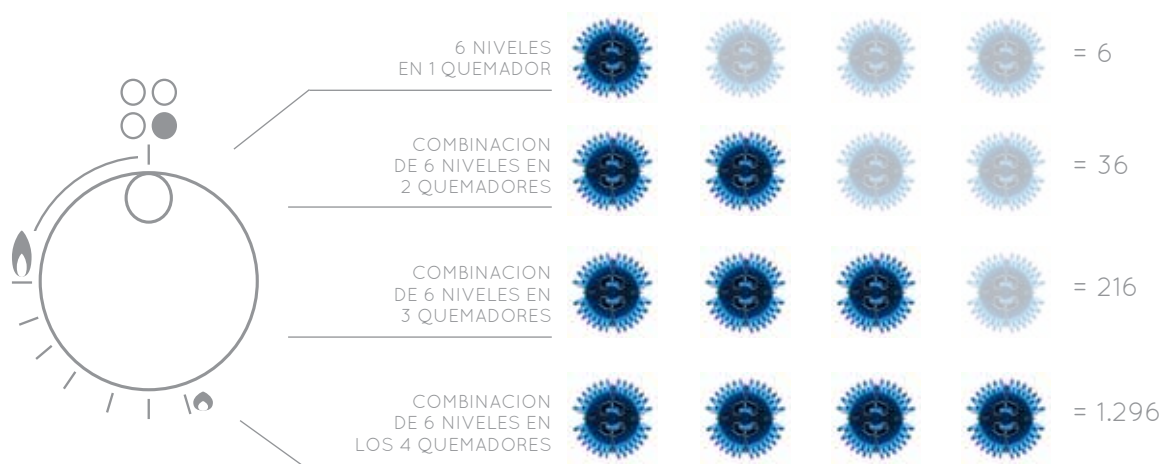 6 NIVELES
EN 1 QUEMADOR
= 6
COMBINACION
DE 6 NIVELES EN
2 QUEMADORES
= 36
COMBINACION
DE 6 NIVELES EN
3 QUEMADORES
= 216
COMBINACION
DE 6 NIVELES EN
LOS 4 QUEMADORES
= 1.296